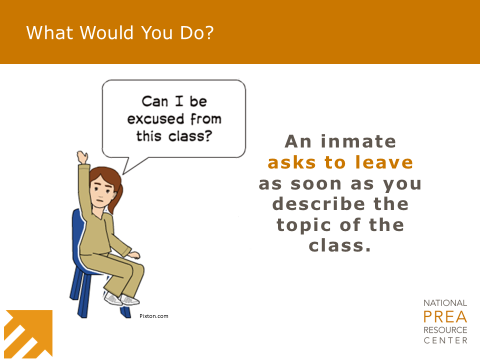 What Would You Do?
Can I be
excused from
this class?
An inmate
asks to leave
as soon as you
describe the
topic of the
class.
Pixton.com
NATIONAL
PREA
RESOURCE
CENTER